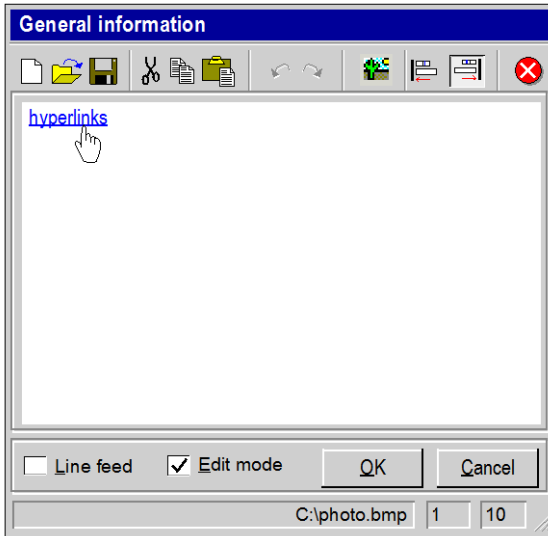 General information
hyperlinks
Line feed Edit mode OK Cancel
C:\photo.bmp 1 10